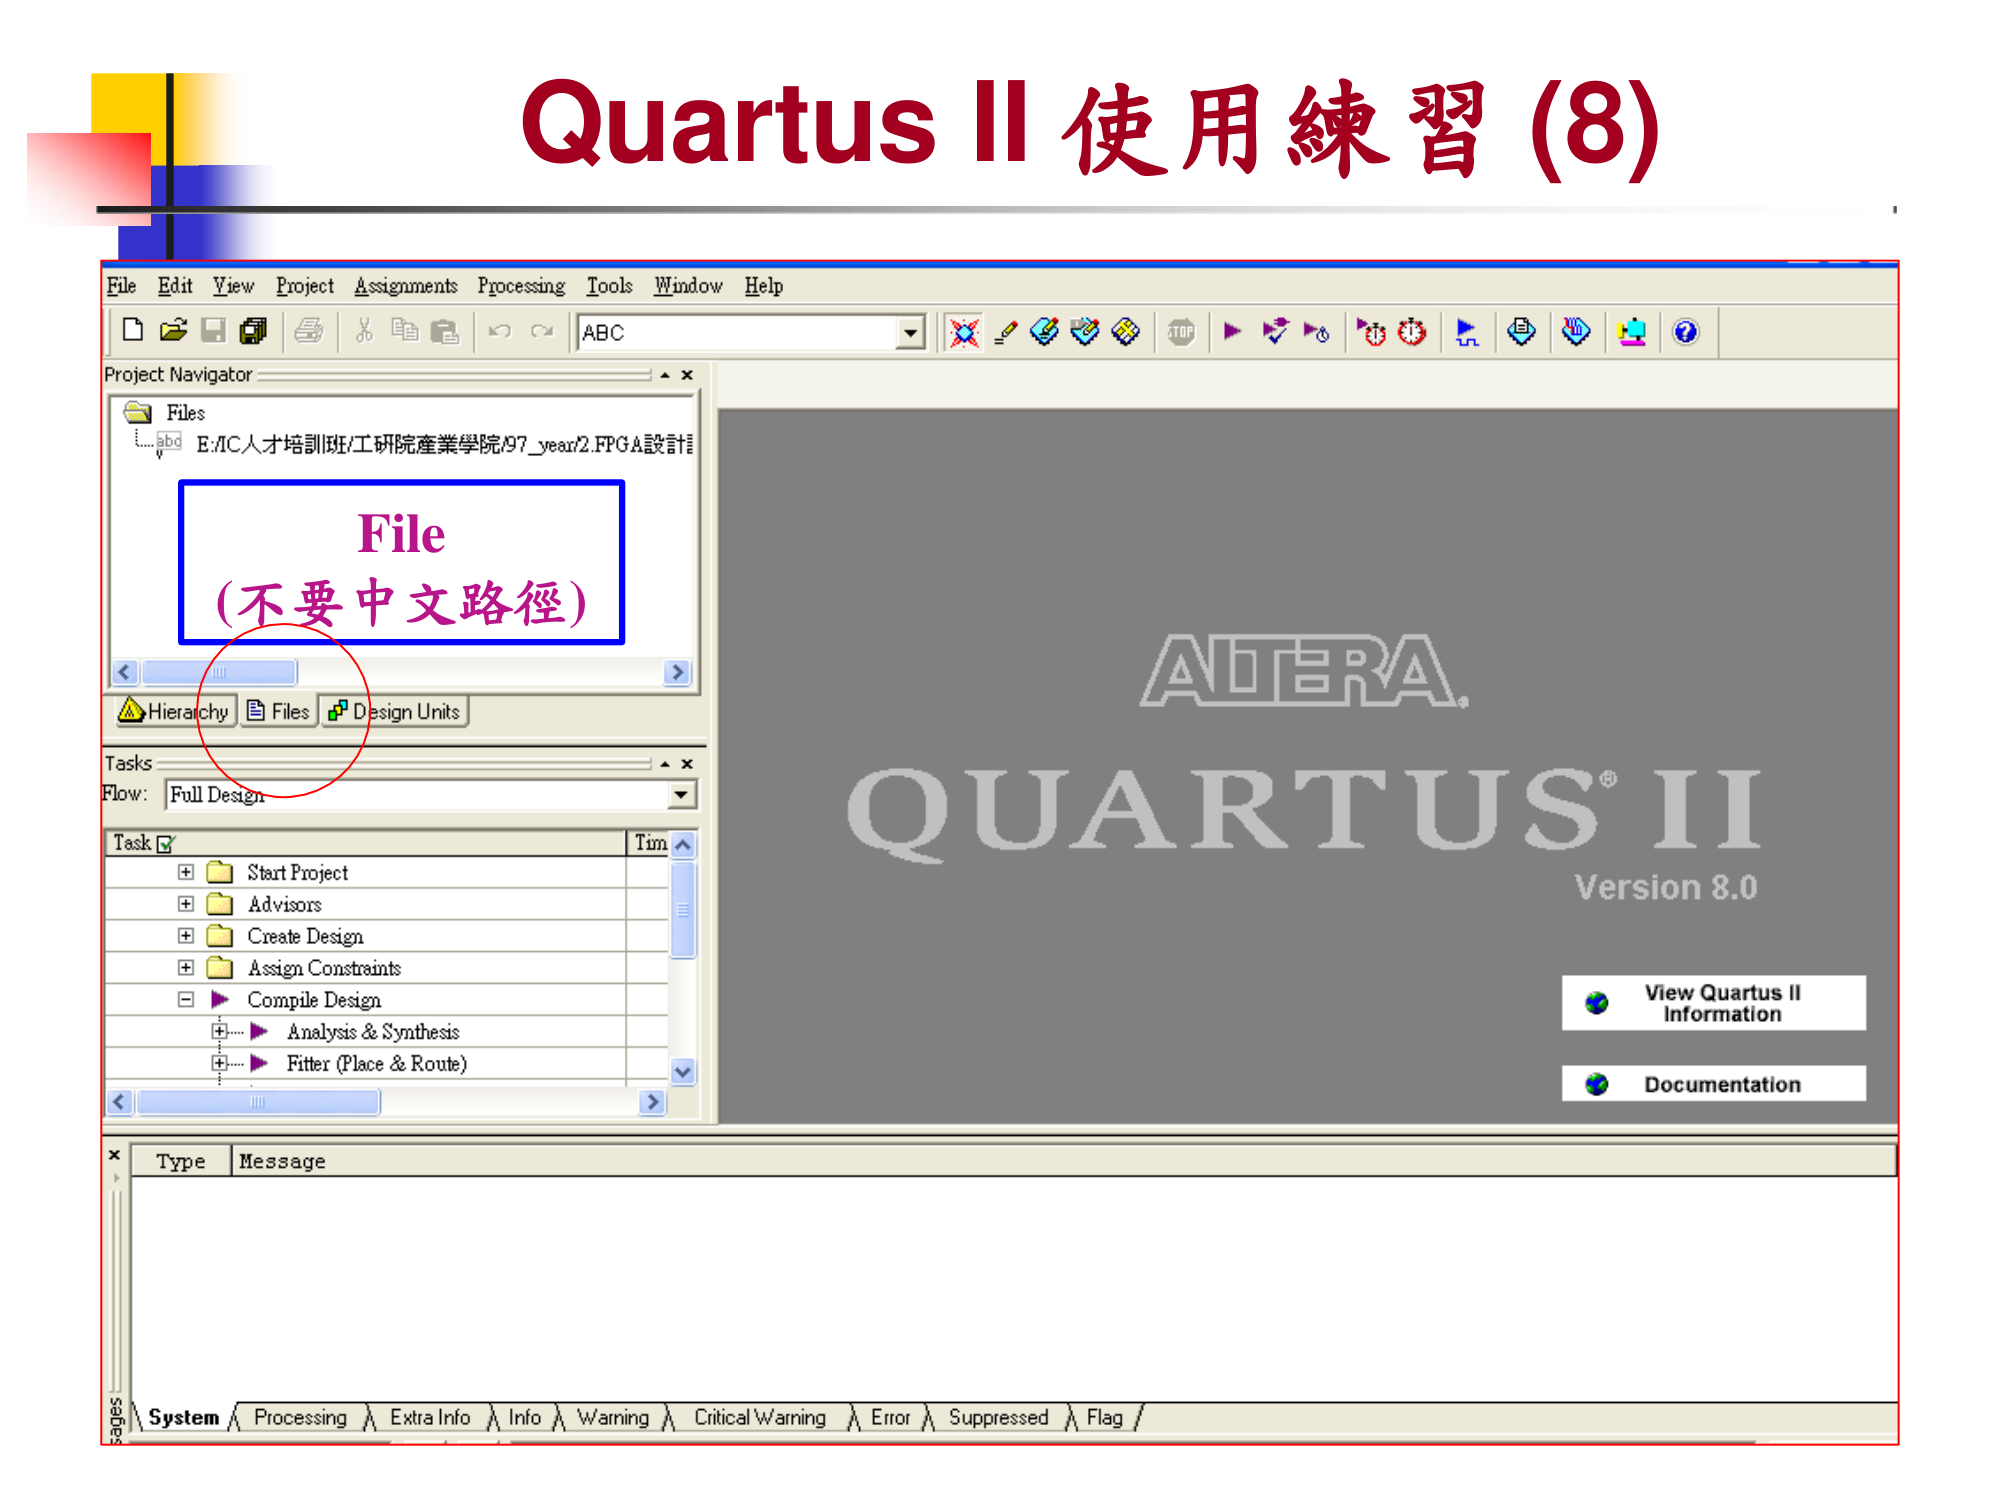 Quartus II 使用練習 (8)
File Edit View Project Assignments Processing Tools Window Help
ABC
STOP
Project Navigator
Files
abc E:/IC人才培訓班/工研院產業學院/97_year/2.FPGA設計
File
(不要中文路徑)
Hierarchy Files Design Units
Tasks
Flow: Full Design
Task Tim
Start Project
Advisors
Create Design
Assign Constraints
Compile Design
Analysis & Synthesis
Fitter (Place & Route)
ALTERA
QUARTUS® II
Version 8.0
View Quartus II
Information
Documentation
Type Message
System Processing Extra Info Info Warning Critical Warning Error Suppressed Flag